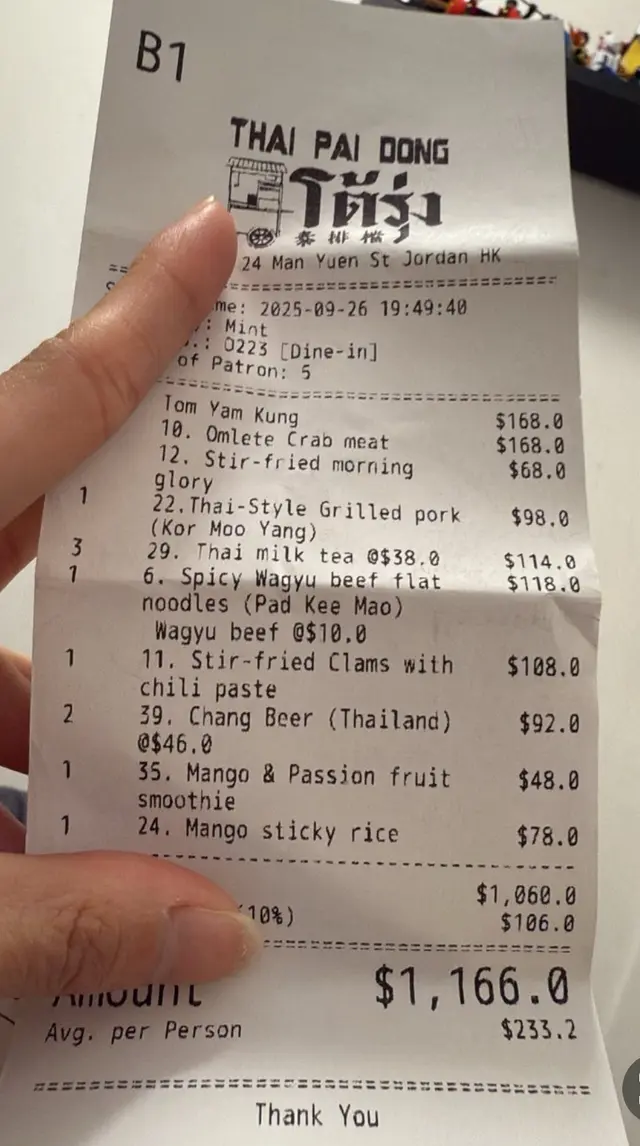 B1
THAI PAI DONG
โต้รุ่ง
泰排檔
24 Man Yuen St Jordan HK
me: 2025-09-26 19:49:40
: Mint
.: 0223 [Dine-in]
of Patron: 5
Tom Yam Kung $168.0
10. Omlete Crab meat $168.0
12. Stir-fried morning $68.0
glory
1 22.Thai-Style Grilled pork $98.0
(Kor Moo Yang)
3 29. Thai milk tea @$38.0 $114.0
1 6. Spicy Wagyu beef flat $118.0
noodles (Pad Kee Mao)
Wagyu beef @$10.0
1 11. Stir-fried Clams with $108.0
chili paste
2 39. Chang Beer (Thailand) $92.0
@$46.0
1 35. Mango & Passion fruit $48.0
smoothie
1 24. Mango sticky rice $78.0
$1,060.0
(10%) $106.0
Amount $1,166.0
Avg. per Person $233.2
Thank You